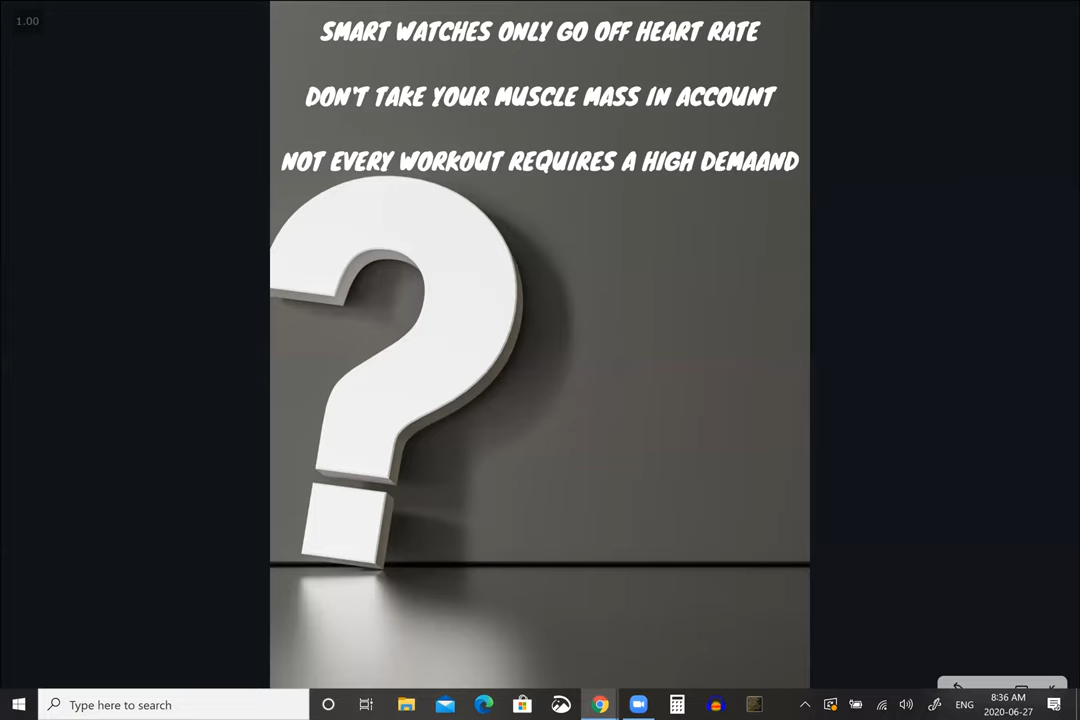 1.00
SMART WATCHES ONLY GO OFF HEART RATE
DON'T TAKE YOUR MUSCLE MASS IN ACCOUNT
NOT EVERY WORKOUT REQUIRES A HIGH DEMAAND
Type here to search
ENG
8:36 AM
2020-06-27